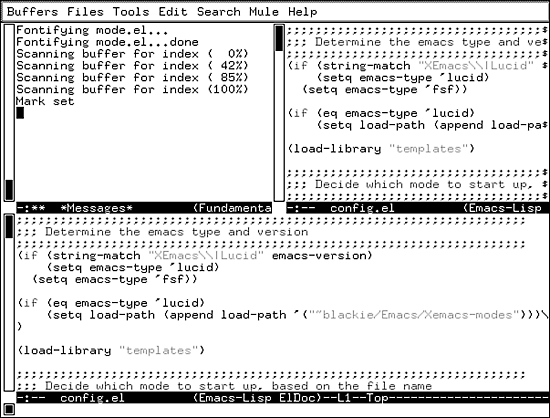 Buffers Files Tools Edit Search Mule Help
Fontifying mode.el...
Fontifying mode.el...done
Scanning buffer for index (  0%)
Scanning buffer for index ( 42%)
Scanning buffer for index ( 85%)
Scanning buffer for index (100%)
Mark set
-:**  *Messages*        (Fundamenta
;;;;;;;;;;;;;;;;;;;;;;;;;;;;;;;;;;;$
;;; Determine the emacs type and ve$
;;;;;;;;;;;;;;;;;;;;;;;;;;;;;;;;;;;$
(if (string-match "XEmacs\\|Lucid" $
    (setq emacs-type 'lucid)
  (setq emacs-type 'fsf))
(if (eq emacs-type 'lucid)
    (setq load-path (append load-pa$
(load-library "templates")
;;;;;;;;;;;;;;;;;;;;;;;;;;;;;;;;;;;$
;;; Decide which mode to start up, $
;;;;;;;;;;;;;;;;;;;;;;;;;;;;;;;;;;;$
-:--  config.el         (Emacs-Lisp
;;;;;;;;;;;;;;;;;;;;;;;;;;;;;;;;;;;;;;;;;;;;;;;;;;;;;;;;;;;;;;;;;;;;;;
;;; Determine the emacs type and version
;;;;;;;;;;;;;;;;;;;;;;;;;;;;;;;;;;;;;;;;;;;;;;;;;;;;;;;;;;;;;;;;;;;;;;
(if (string-match "XEmacs\\|Lucid" emacs-version)
    (setq emacs-type 'lucid)
  (setq emacs-type 'fsf))
(if (eq emacs-type 'lucid)
    (setq load-path (append load-path '("~blackie/Emacs/Xemacs-modes")))\
)
(load-library "templates")
;;;;;;;;;;;;;;;;;;;;;;;;;;;;;;;;;;;;;;;;;;;;;;;;;;;;;;;;;;;;;;;;;;;;;;
;;; Decide which mode to start up, based on the file name
-:--  config.el         (Emacs-Lisp ElDoc)--L1--Top